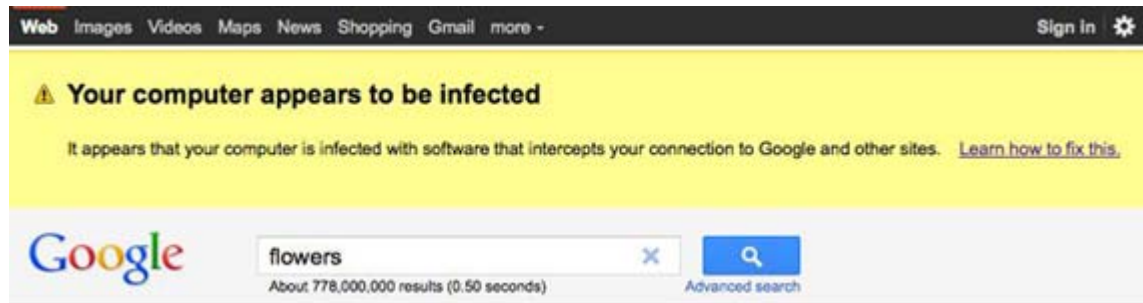 Web Images Videos Maps News Shopping Gmail more - Sign in
Your computer appears to be infected
It appears that your computer is infected with software that intercepts your connection to Google and other sites. Learn how to fix this.
Google flowers
About 778,000,000 results (0.50 seconds) Advanced search